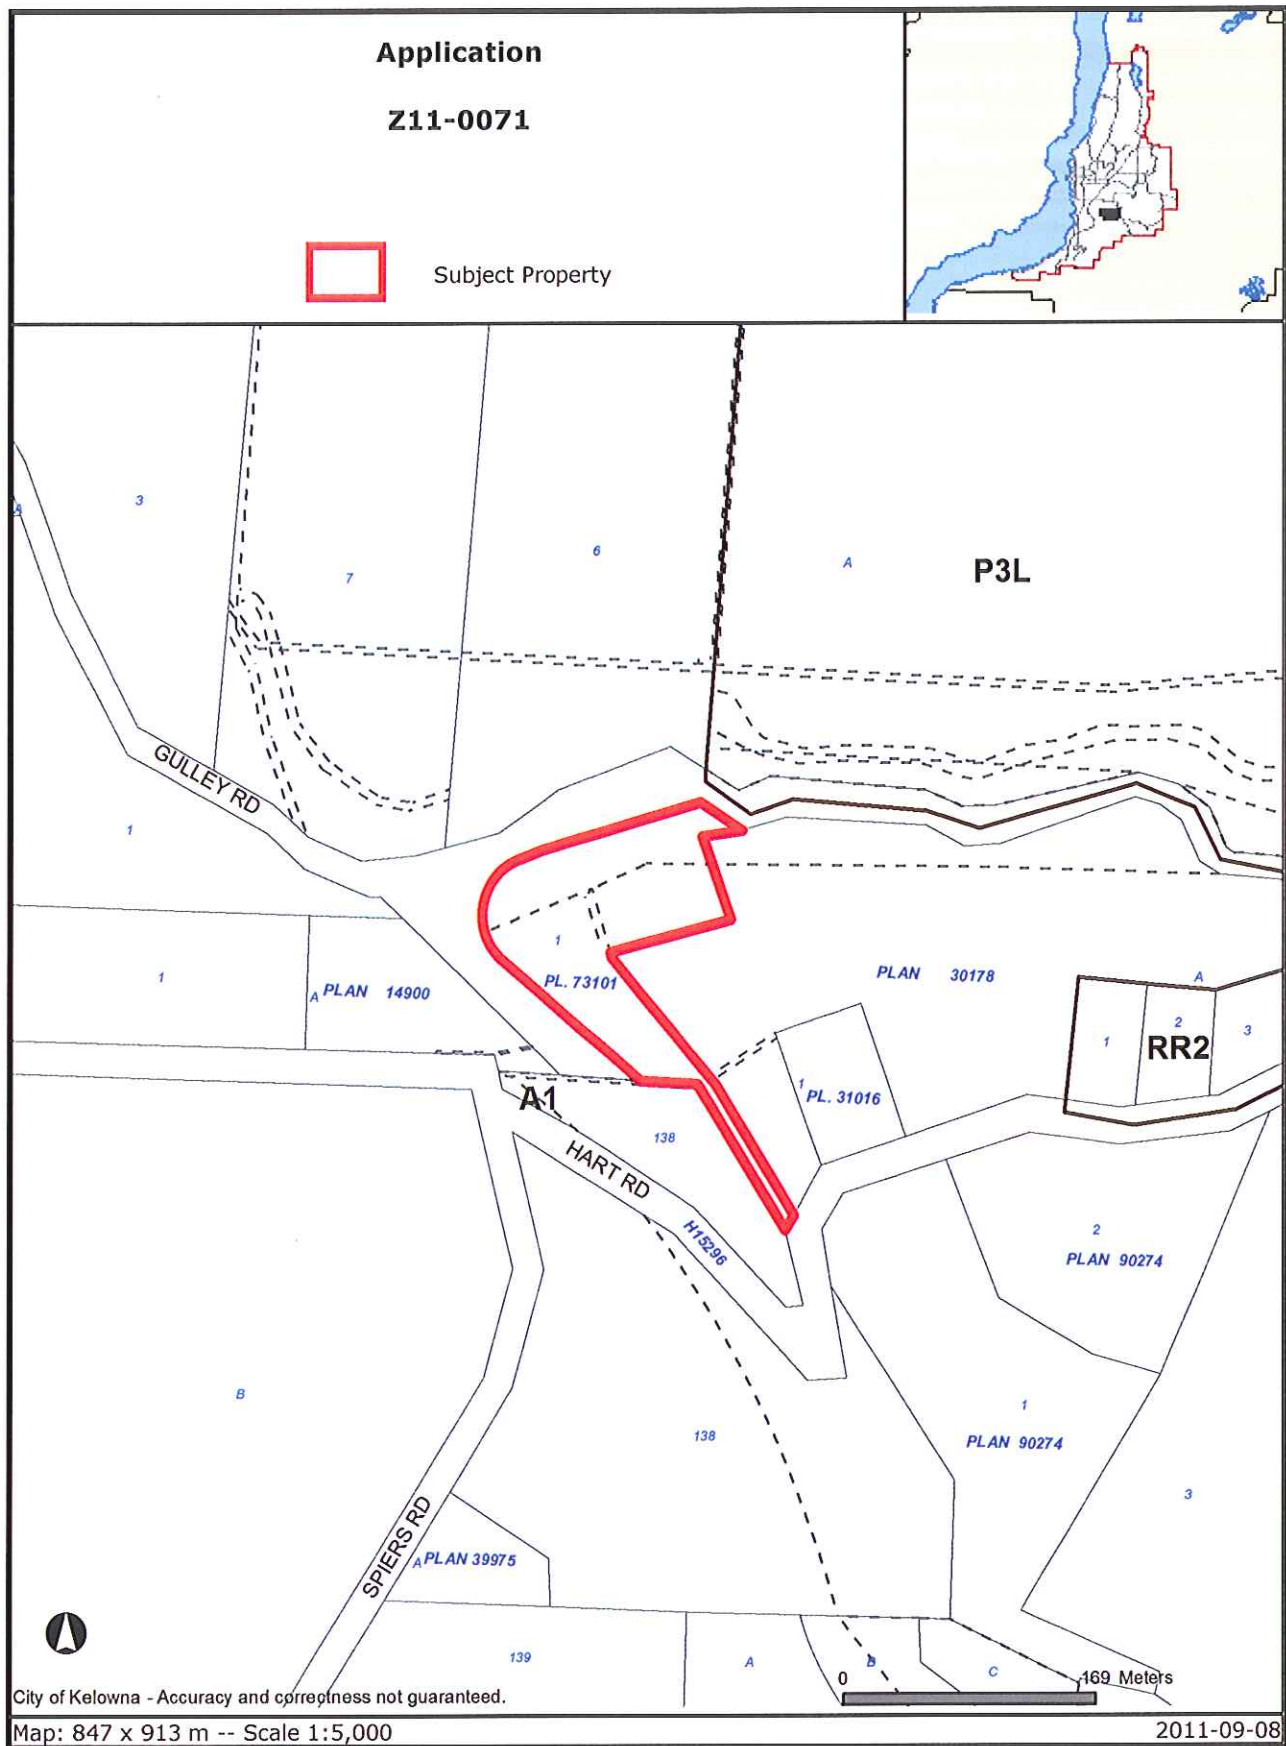 Application
Z11-0071
Subject Property
3
A
7
6
A
P3L
GULLEY RD
1
1
A PLAN 14900
1
PL. 73101
PLAN 30178
A
1
2
3
RR2
1
PL. 31016
A1
138
HART RD
H15296
2
PLAN 90274
B
138
1
PLAN 90274
3
SPIERS RD
A PLAN 39975
139
A
B
C
0
169 Meters
City of Kelowna - Accuracy and correctness not guaranteed.
Map: 847 x 913 m -- Scale 1:5,000
2011-09-08